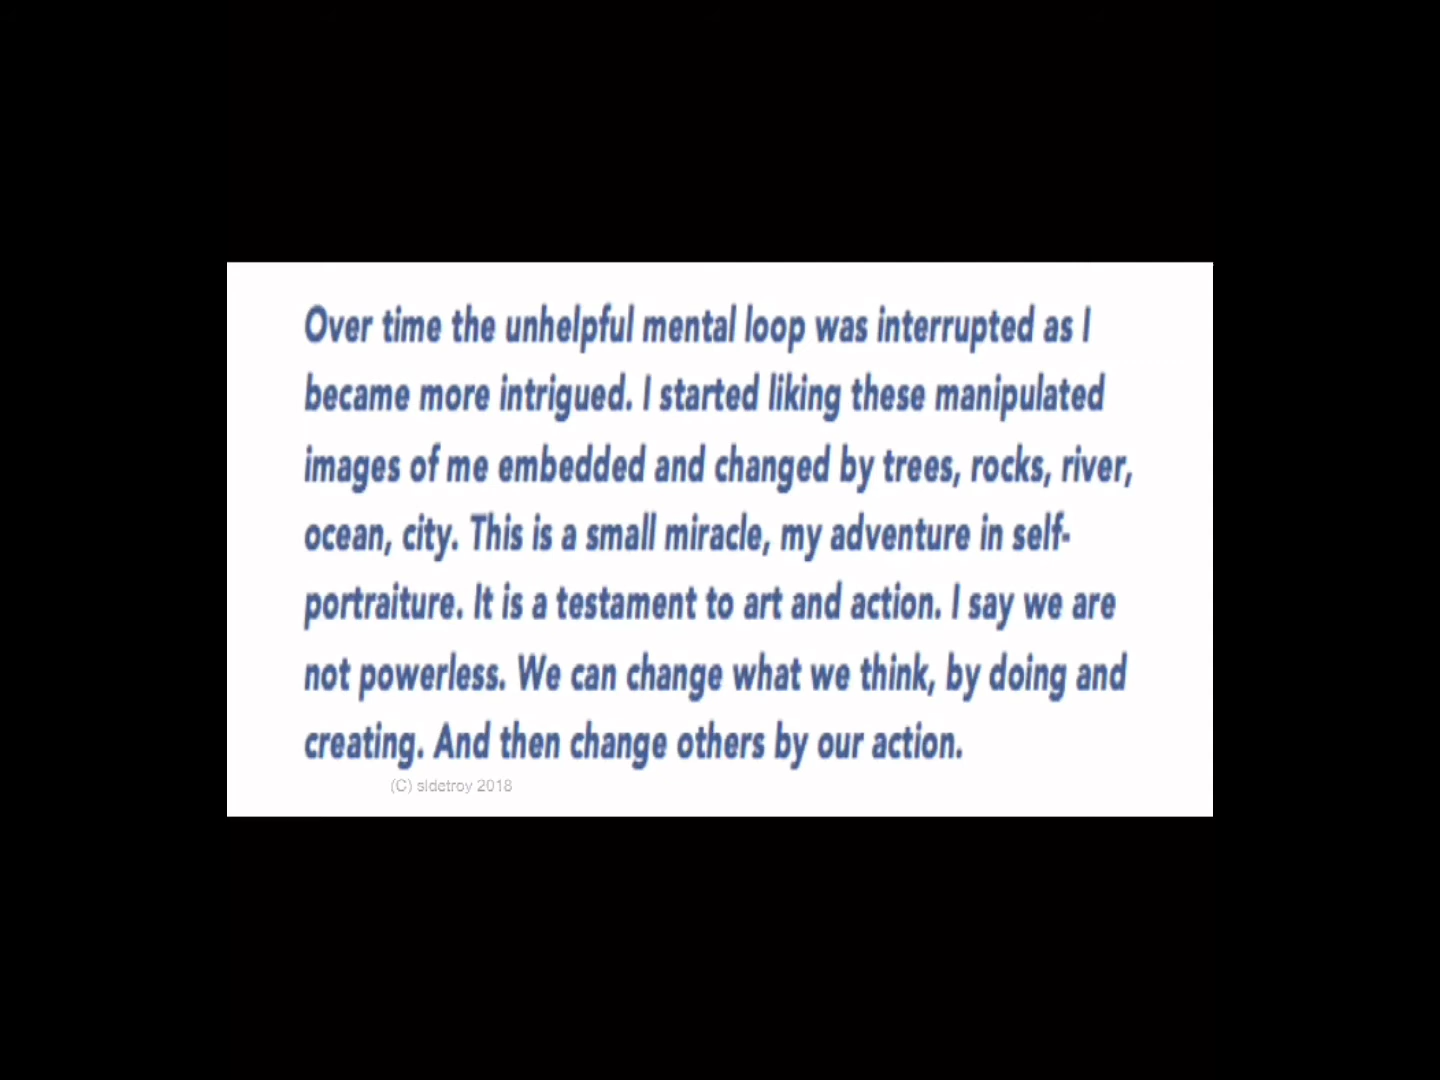 Over time the unhelpful mental loop was interrupted as I
became more intrigued. I started liking these manipulated
images of me embedded and changed by trees, rocks, river,
ocean, city. This is a small miracle, my adventure in self-
portraiture. It is a testament to art and action. I say we are
not powerless. We can change what we think, by doing and
creating. And then change others by our action.
(C) sldetroy 2018